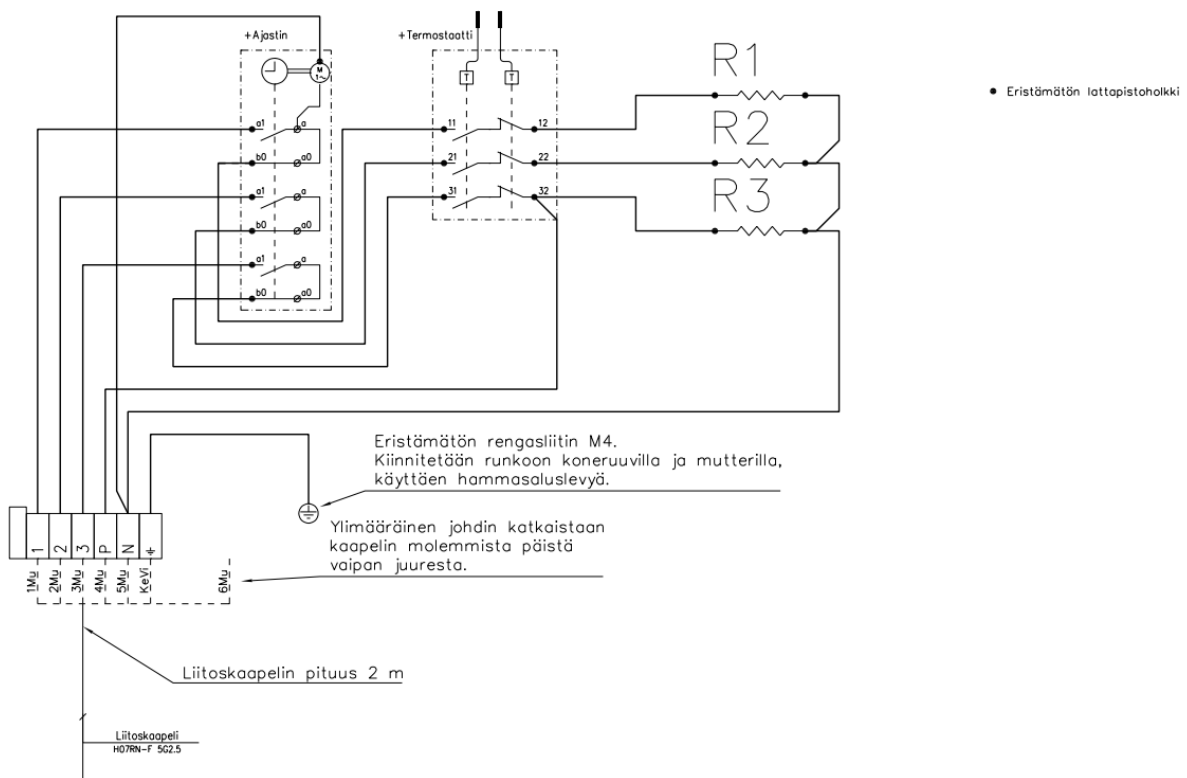 +Ajastin
+Termostaatti
M
1~
T
T
R1
R2
R3
Eristämätön lattapistoholkki
a1
a
b0
a0
a1
a
b0
a0
a1
a
b0
a0
11
12
21
22
31
32
Eristämätön rengasliitin M4.
Kiinnitetään runkoon koneruuvilla ja mutterilla,
käyttäen hammasaluslevyä.
Ylimääräinen johdin katkaistaan
kaapelin molemmista päistä
vaipan juuresta.
1
2
3
P
N
1Mu
2Mu
3Mu
4Mu
5Mu
KeVi
6Mu
Liitoskaapelin pituus 2 m
Liitoskaapeli
H07RN-F 5G2.5